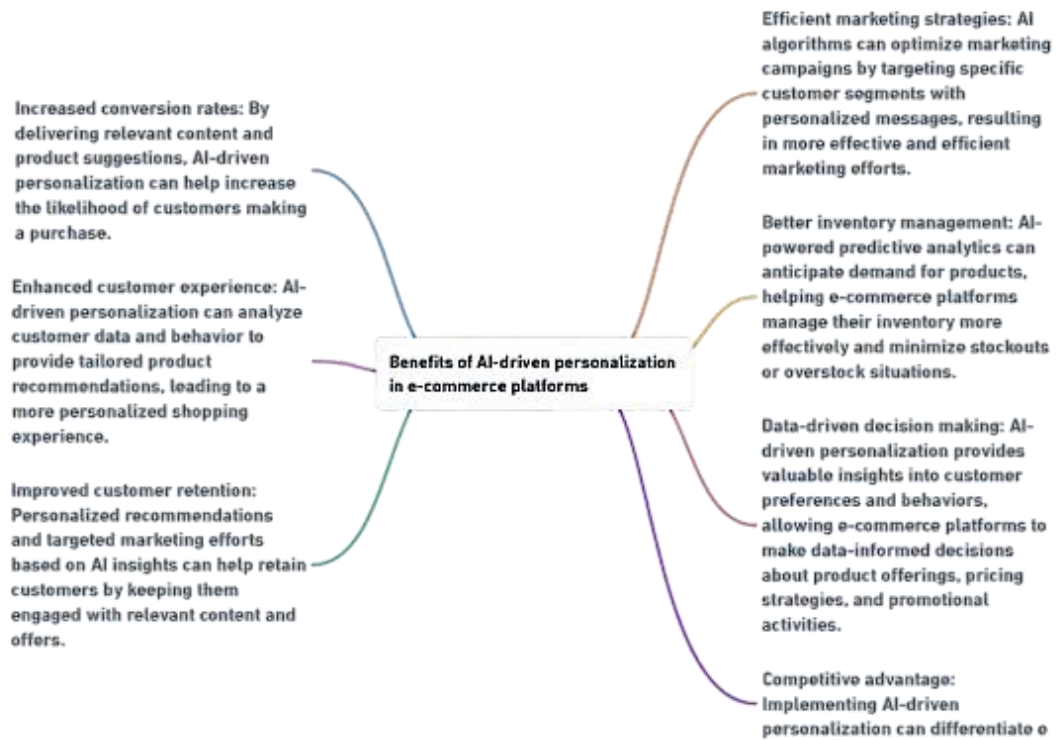 Increased conversion rates: By
delivering relevant content and
product suggestions, AI-driven
personalization can help increase
the likelihood of customers making
a purchase.
Enhanced customer experience: AI-
driven personalization can analyze
customer data and behavior to
provide tailored product
recommendations, leading to a
more personalized shopping
experience.
Improved customer retention:
Personalized recommendations
and targeted marketing efforts
based on AI insights can help retain
customers by keeping them
engaged with relevant content and
offers.
Benefits of AI-driven personalization
in e-commerce platforms
Efficient marketing strategies: AI
algorithms can optimize marketing
campaigns by targeting specific
customer segments with
personalized messages, resulting
in more effective and efficient
marketing efforts.
Better inventory management: AI-
powered predictive analytics can
anticipate demand for products,
helping e-commerce platforms
manage their inventory more
effectively and minimize stockouts
or overstock situations.
Data-driven decision making: AI-
driven personalization provides
valuable insights into customer
preferences and behaviors,
allowing e-commerce platforms to
make data-informed decisions
about product offerings, pricing
strategies, and promotional
activities.
Competitive advantage:
Implementing AI-driven
personalization can differentiate e